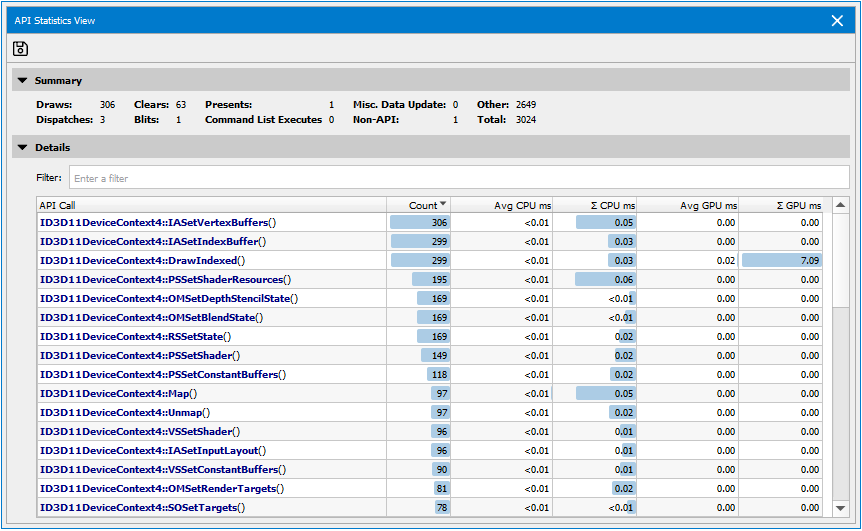 API Statistics View
Summary
Draws: 306 Clears: 63 Presents: 1 Misc. Data Update: 0 Other: 2649
Dispatches: 3 Blits: 1 Command List Executes 0 Non-API: 1 Total: 3024
Details
Filter: Enter a filter
API Call Count Avg CPU ms Σ CPU ms Avg GPU ms Σ GPU ms
ID3D11DeviceContext4::IASetVertexBuffers() 306 <0.01 0.05 0.00 0.00
ID3D11DeviceContext4::IASetIndexBuffer() 299 <0.01 0.03 0.00 0.00
ID3D11DeviceContext4::DrawIndexed() 299 <0.01 0.03 0.02 7.09
ID3D11DeviceContext4::PSSetShaderResources() 195 <0.01 0.06 0.00 0.00
ID3D11DeviceContext4::OMSetDepthStencilState() 169 <0.01 <0.01 0.00 0.00
ID3D11DeviceContext4::OMSetBlendState() 169 <0.01 <0.01 0.00 0.00
ID3D11DeviceContext4::RSSetState() 169 <0.01 0.02 0.00 0.00
ID3D11DeviceContext4::PSSetShader() 149 <0.01 0.02 0.00 0.00
ID3D11DeviceContext4::PSSetConstantBuffers() 118 <0.01 0.02 0.00 0.00
ID3D11DeviceContext4::Map() 97 <0.01 0.05 0.00 0.00
ID3D11DeviceContext4::Unmap() 97 <0.01 0.02 0.00 0.00
ID3D11DeviceContext4::VSSetShader() 96 <0.01 0.01 0.00 0.00
ID3D11DeviceContext4::IASetInputLayout() 96 <0.01 0.01 0.00 0.00
ID3D11DeviceContext4::VSSetConstantBuffers() 90 <0.01 0.01 0.00 0.00
ID3D11DeviceContext4::OMSetRenderTargets() 81 <0.01 0.02 0.00 0.00
ID3D11DeviceContext4::SOSetTargets() 78 <0.01 <0.01 0.00 0.00